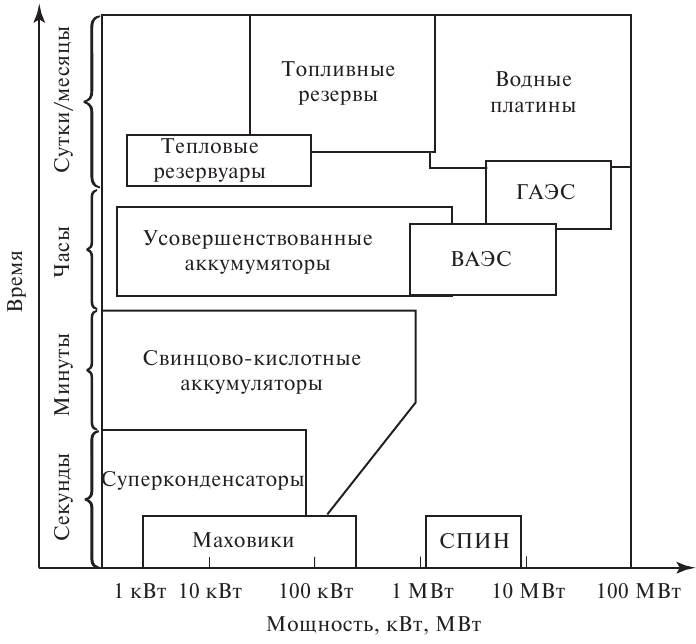 Время
Сутки/месяцы
Часы
Минуты
Секунды
Топливные
резервы
Водные
платины
Тепловые
резервуары
ГАЭС
Усовершенствованные
аккумумяторы
ВАЭС
Свинцово-кислотные
аккумуляторы
Суперконденсаторы
Маховики
СПИН
1 кВт 10 кВт 100 кВт 1 МВт 10 МВт 100 МВт
Мощность, кВт, МВт